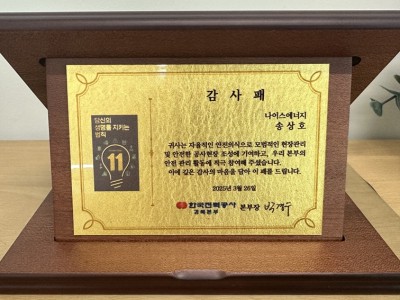 감 사 패
나이스에너지
송 상 호
당신의
생명을 지키는
법칙
11
귀사는 자율적인 안전의식으로 모범적인 현장관리
및 안전한 공사현장 조성에 기여하고, 우리 본부의
안전 관리 활동에 적극 참여해 주셨습니다.
이에 깊은 감사의 마음을 담아 이 패를 드립니다.
2025년 3월 26일
한국전력공사 본부장